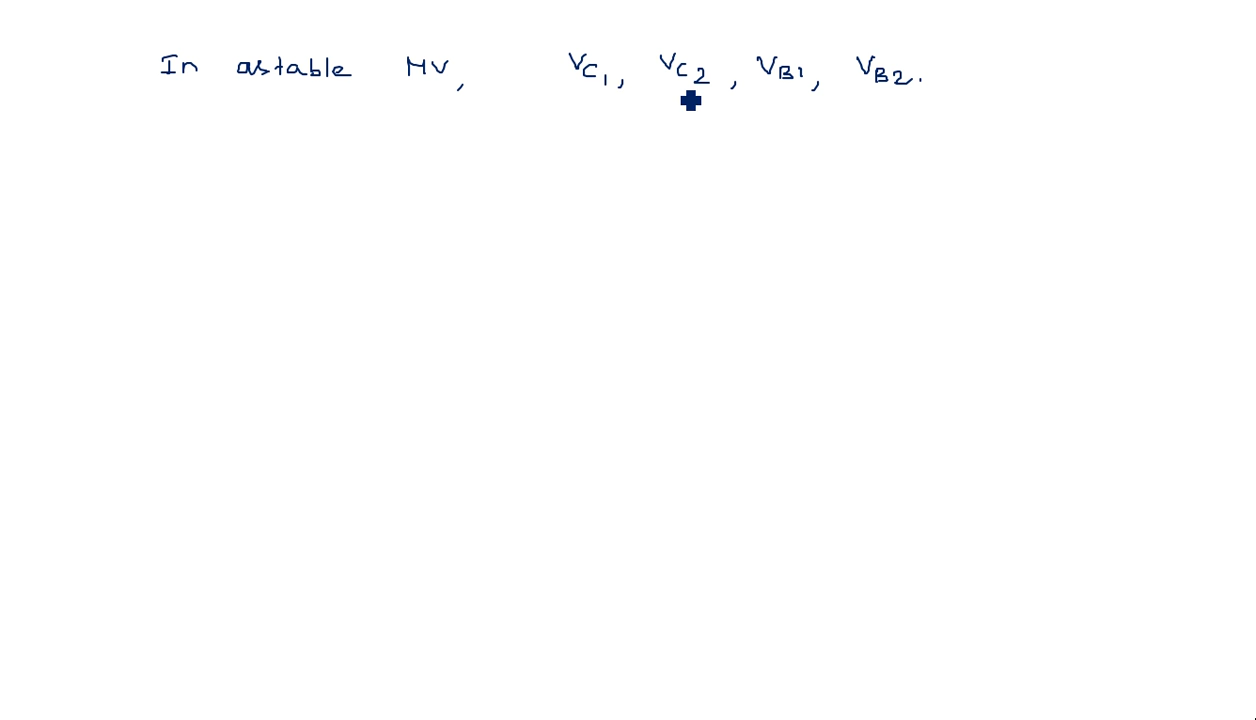 In astable MV, VC1, VC2, VB1, VB2.